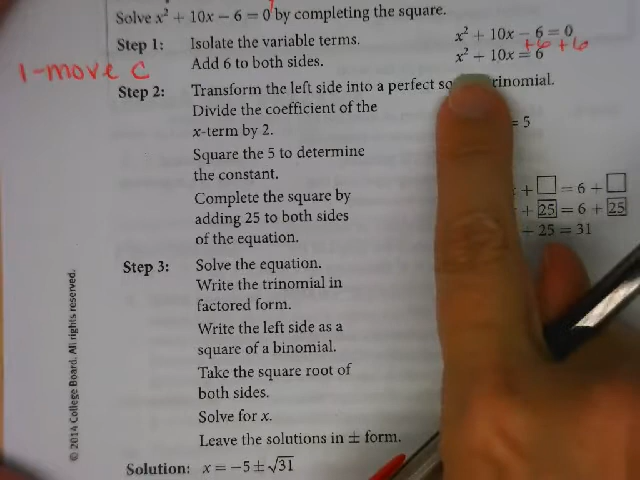 Solve x² + 10x − 6 = 0 by completing the square.
Step 1: Isolate the variable terms. x² + 10x − 6 = 0
+6 +6
Add 6 to both sides. x² + 10x = 6
1-move C
Step 2: Transform the left side into a perfect
Divide the coefficient of the
x-term by 2. = 5
Square the 5 to determine
the constant.
Complete the square by + □ = 6 + □
adding 25 to both sides + 25 = 6 + 25
of the equation. + 25 = 31
Step 3: Solve the equation.
Write the trinomial in
factored form.
Write the left side as a
square of a binomial.
Take the square root of
both sides.
Solve for x.
Leave the solutions in ± form.
Solution: x = −5 ± √31
© 2014 College Board. All rights reserved.